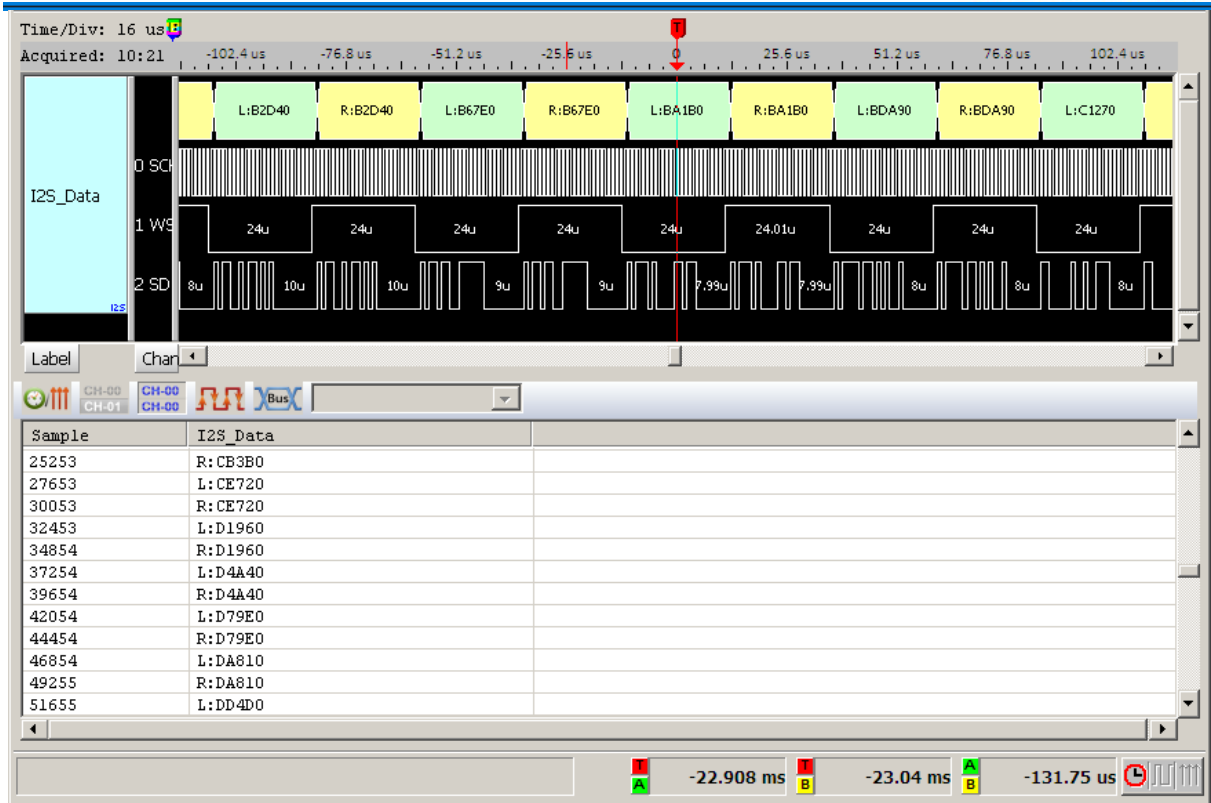 Time/Div: 16 us B T
Acquired: 10:21 -102.4 us -76.8 us -51.2 us -25.6 us 0 25.6 us 51.2 us 76.8 us 102.4 us
L:B2D40 R:B2D40 L:B67E0 R:B67E0 L:BA1B0 R:BA1B0 L:BDA90 R:BDA90 L:C1270
0 SCK
I2S_Data
1 WS 24u 24u 24u 24u 24u 24.01u 24u 24u 24u
2 SD 8u 10u 10u 9u 9u 7.99u 7.99u 8u 8u 8u
I2S
Label Chan
CH-00 CH-00
CH-01 CH-00
Bus
Sample I2S_Data
25253 R:CB3B0
27653 L:CE720
30053 R:CE720
32453 L:D1960
34854 R:D1960
37254 L:D4A40
39654 R:D4A40
42054 L:D79E0
44454 R:D79E0
46854 L:DA810
49255 R:DA810
51655 L:DD4D0
T A -22.908 ms T B -23.04 ms A B -131.75 us